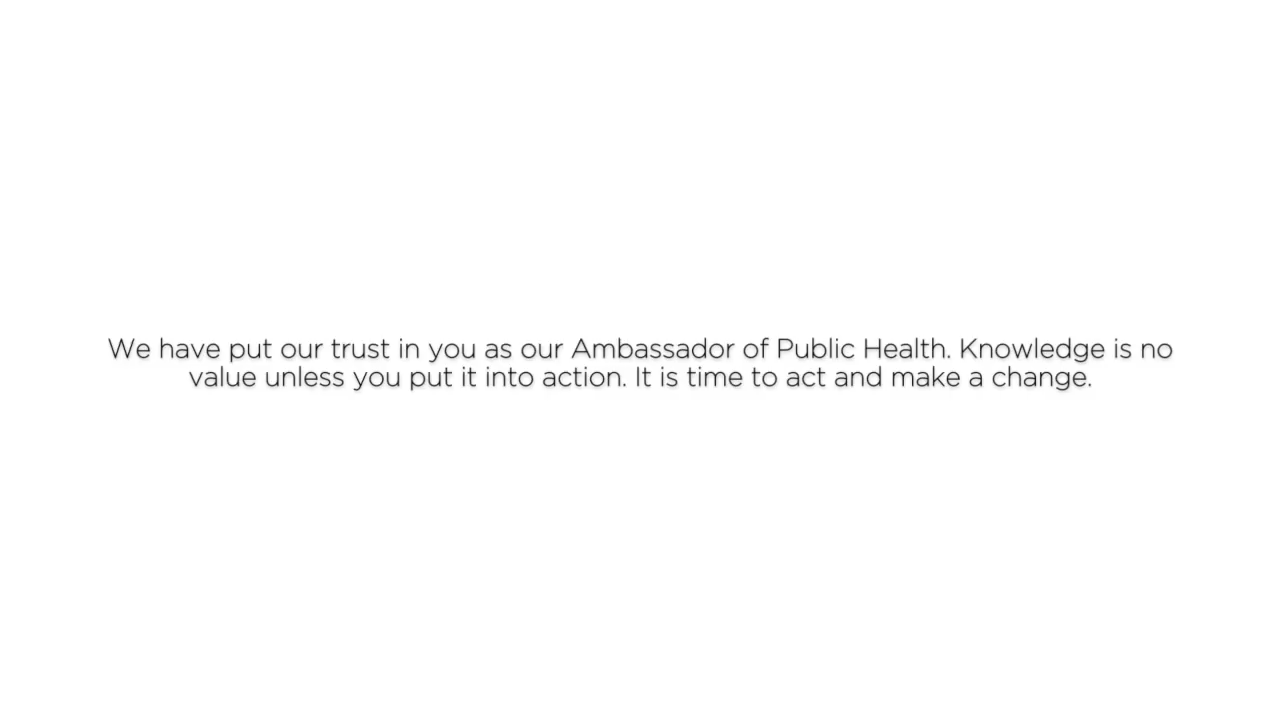 We have put our trust in you as our Ambassador of Public Health. Knowledge is no
value unless you put it into action. It is time to act and make a change.